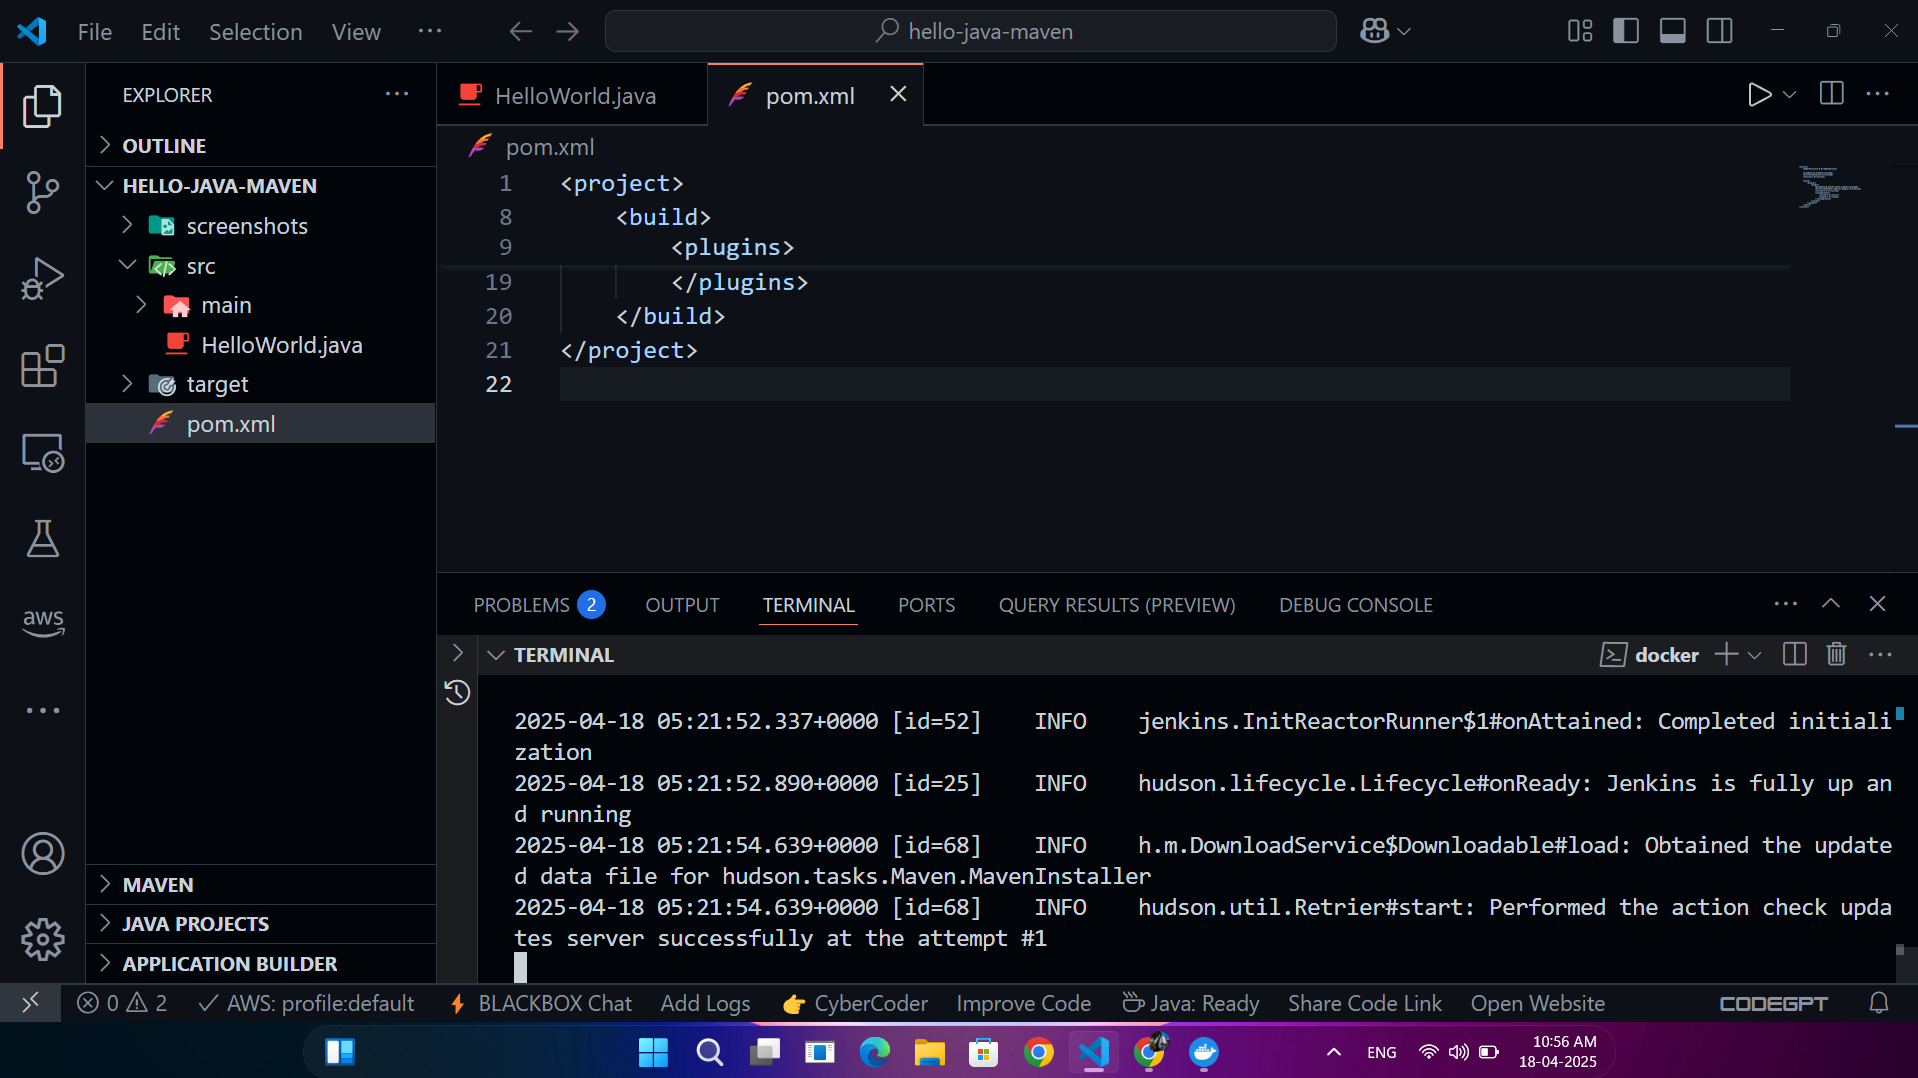 File Edit Selection View ··· hello-java-maven
EXPLORER
OUTLINE
HELLO-JAVA-MAVEN
screenshots
src
main
HelloWorld.java
target
pom.xml
MAVEN
JAVA PROJECTS
APPLICATION BUILDER
aws
HelloWorld.java pom.xml
pom.xml
1 <project>
8 <build>
9 <plugins>
19 </plugins>
20 </build>
21 </project>
22
PROBLEMS 2 OUTPUT TERMINAL PORTS QUERY RESULTS (PREVIEW) DEBUG CONSOLE
TERMINAL docker
2025-04-18 05:21:52.337+0000 [id=52] INFO jenkins.InitReactorRunner$1#onAttained: Completed initiali
zation
2025-04-18 05:21:52.890+0000 [id=25] INFO hudson.lifecycle.Lifecycle#onReady: Jenkins is fully up an
d running
2025-04-18 05:21:54.639+0000 [id=68] INFO h.m.DownloadService$Downloadable#load: Obtained the update
d data file for hudson.tasks.Maven.MavenInstaller
2025-04-18 05:21:54.639+0000 [id=68] INFO hudson.util.Retrier#start: Performed the action check upda
tes server successfully at the attempt #1
0 2 AWS: profile:default BLACKBOX Chat Add Logs CyberCoder Improve Code Java: Ready Share Code Link Open Website CODEGPT
ENG 10:56 AM
18-04-2025